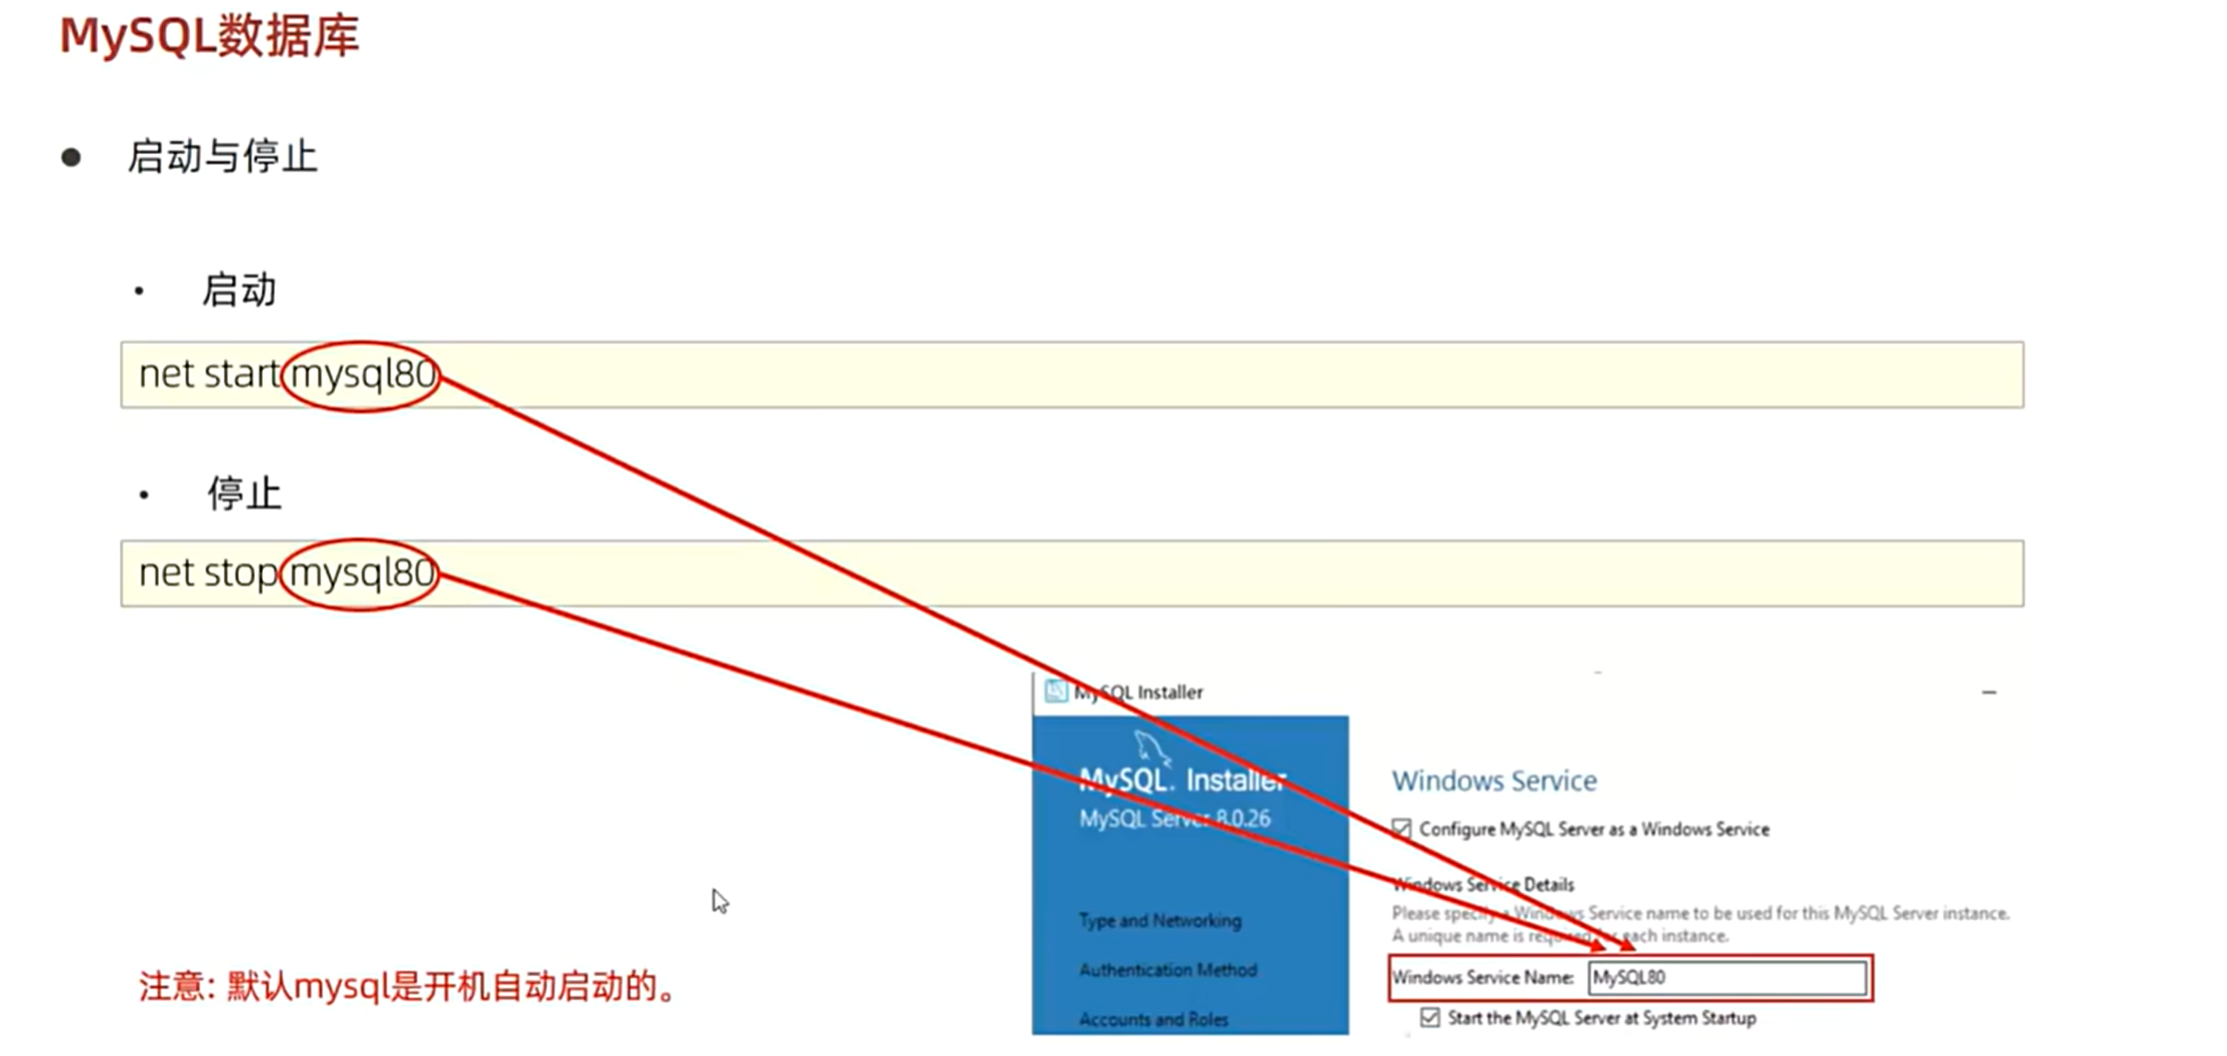 MySQL数据库
启动与停止
启动
net start mysql80
停止
net stop mysql80
注意: 默认mysql是开机自动启动的。
MySQL Installer
MySQL. Installer
MySQL Server 8.0.26
Type and Networking
Authentication Method
Accounts and Roles
Windows Service
Configure MySQL Server as a Windows Service
Windows Service Details
Please specify a Windows Service name to be used for this MySQL Server instance.
A unique name is required for each instance.
Windows Service Name: MySQL80
Start the MySQL Server at System Startup